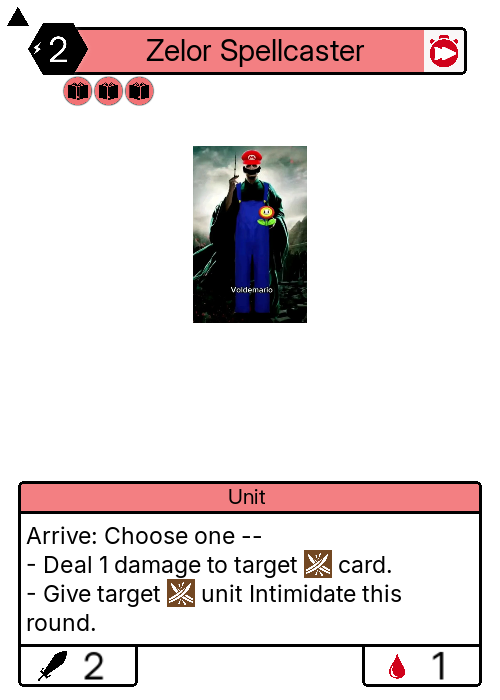 2
Zelor Spellcaster
Voldemario
Unit
Arrive: Choose one --
- Deal 1 damage to target card.
- Give target unit Intimidate this
round.
2
1